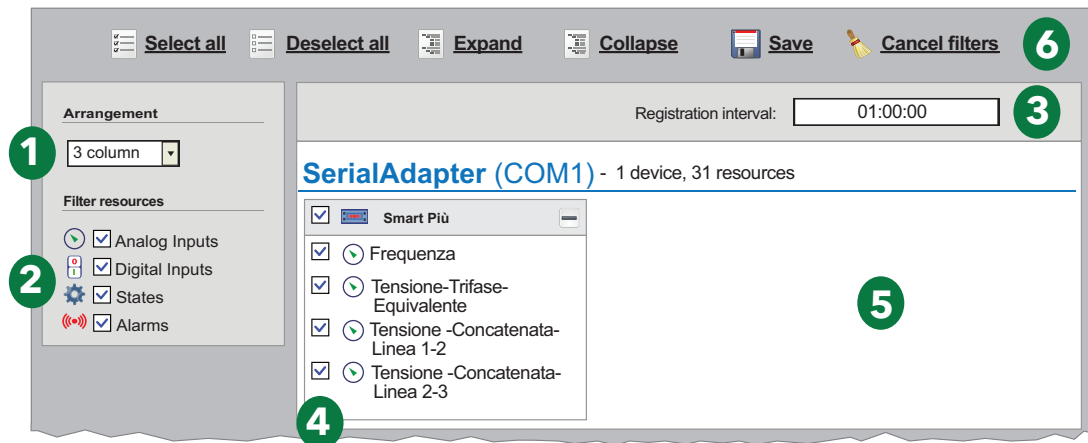 Select all
Deselect all
Expand
Collapse
Save
Cancel filters
6
Arrangement
1
3 column
Registration interval:
01:00:00
3
SerialAdapter (COM1) - 1 device, 31 resources
Filter resources
2
Analog Inputs
Digital Inputs
States
Alarms
Smart Più
Frequenza
Tensione-Trifase-
Equivalente
Tensione -Concatenata-
Linea 1-2
Tensione -Concatenata-
Linea 2-3
5
4